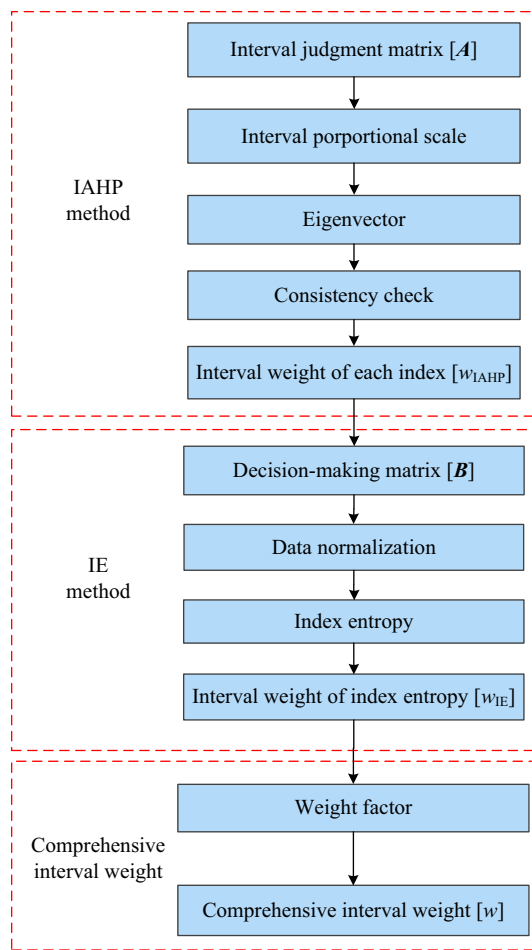 Interval judgment matrix [A]
Interval porportional scale
IAHP
method
Eigenvector
Consistency check
Interval weight of each index [wIAHP]
Decision-making matrix [B]
Data normalization
IE
method
Index entropy
Interval weight of index entropy [wIE]
Weight factor
Comprehensive
interval weight
Comprehensive interval weight [w]